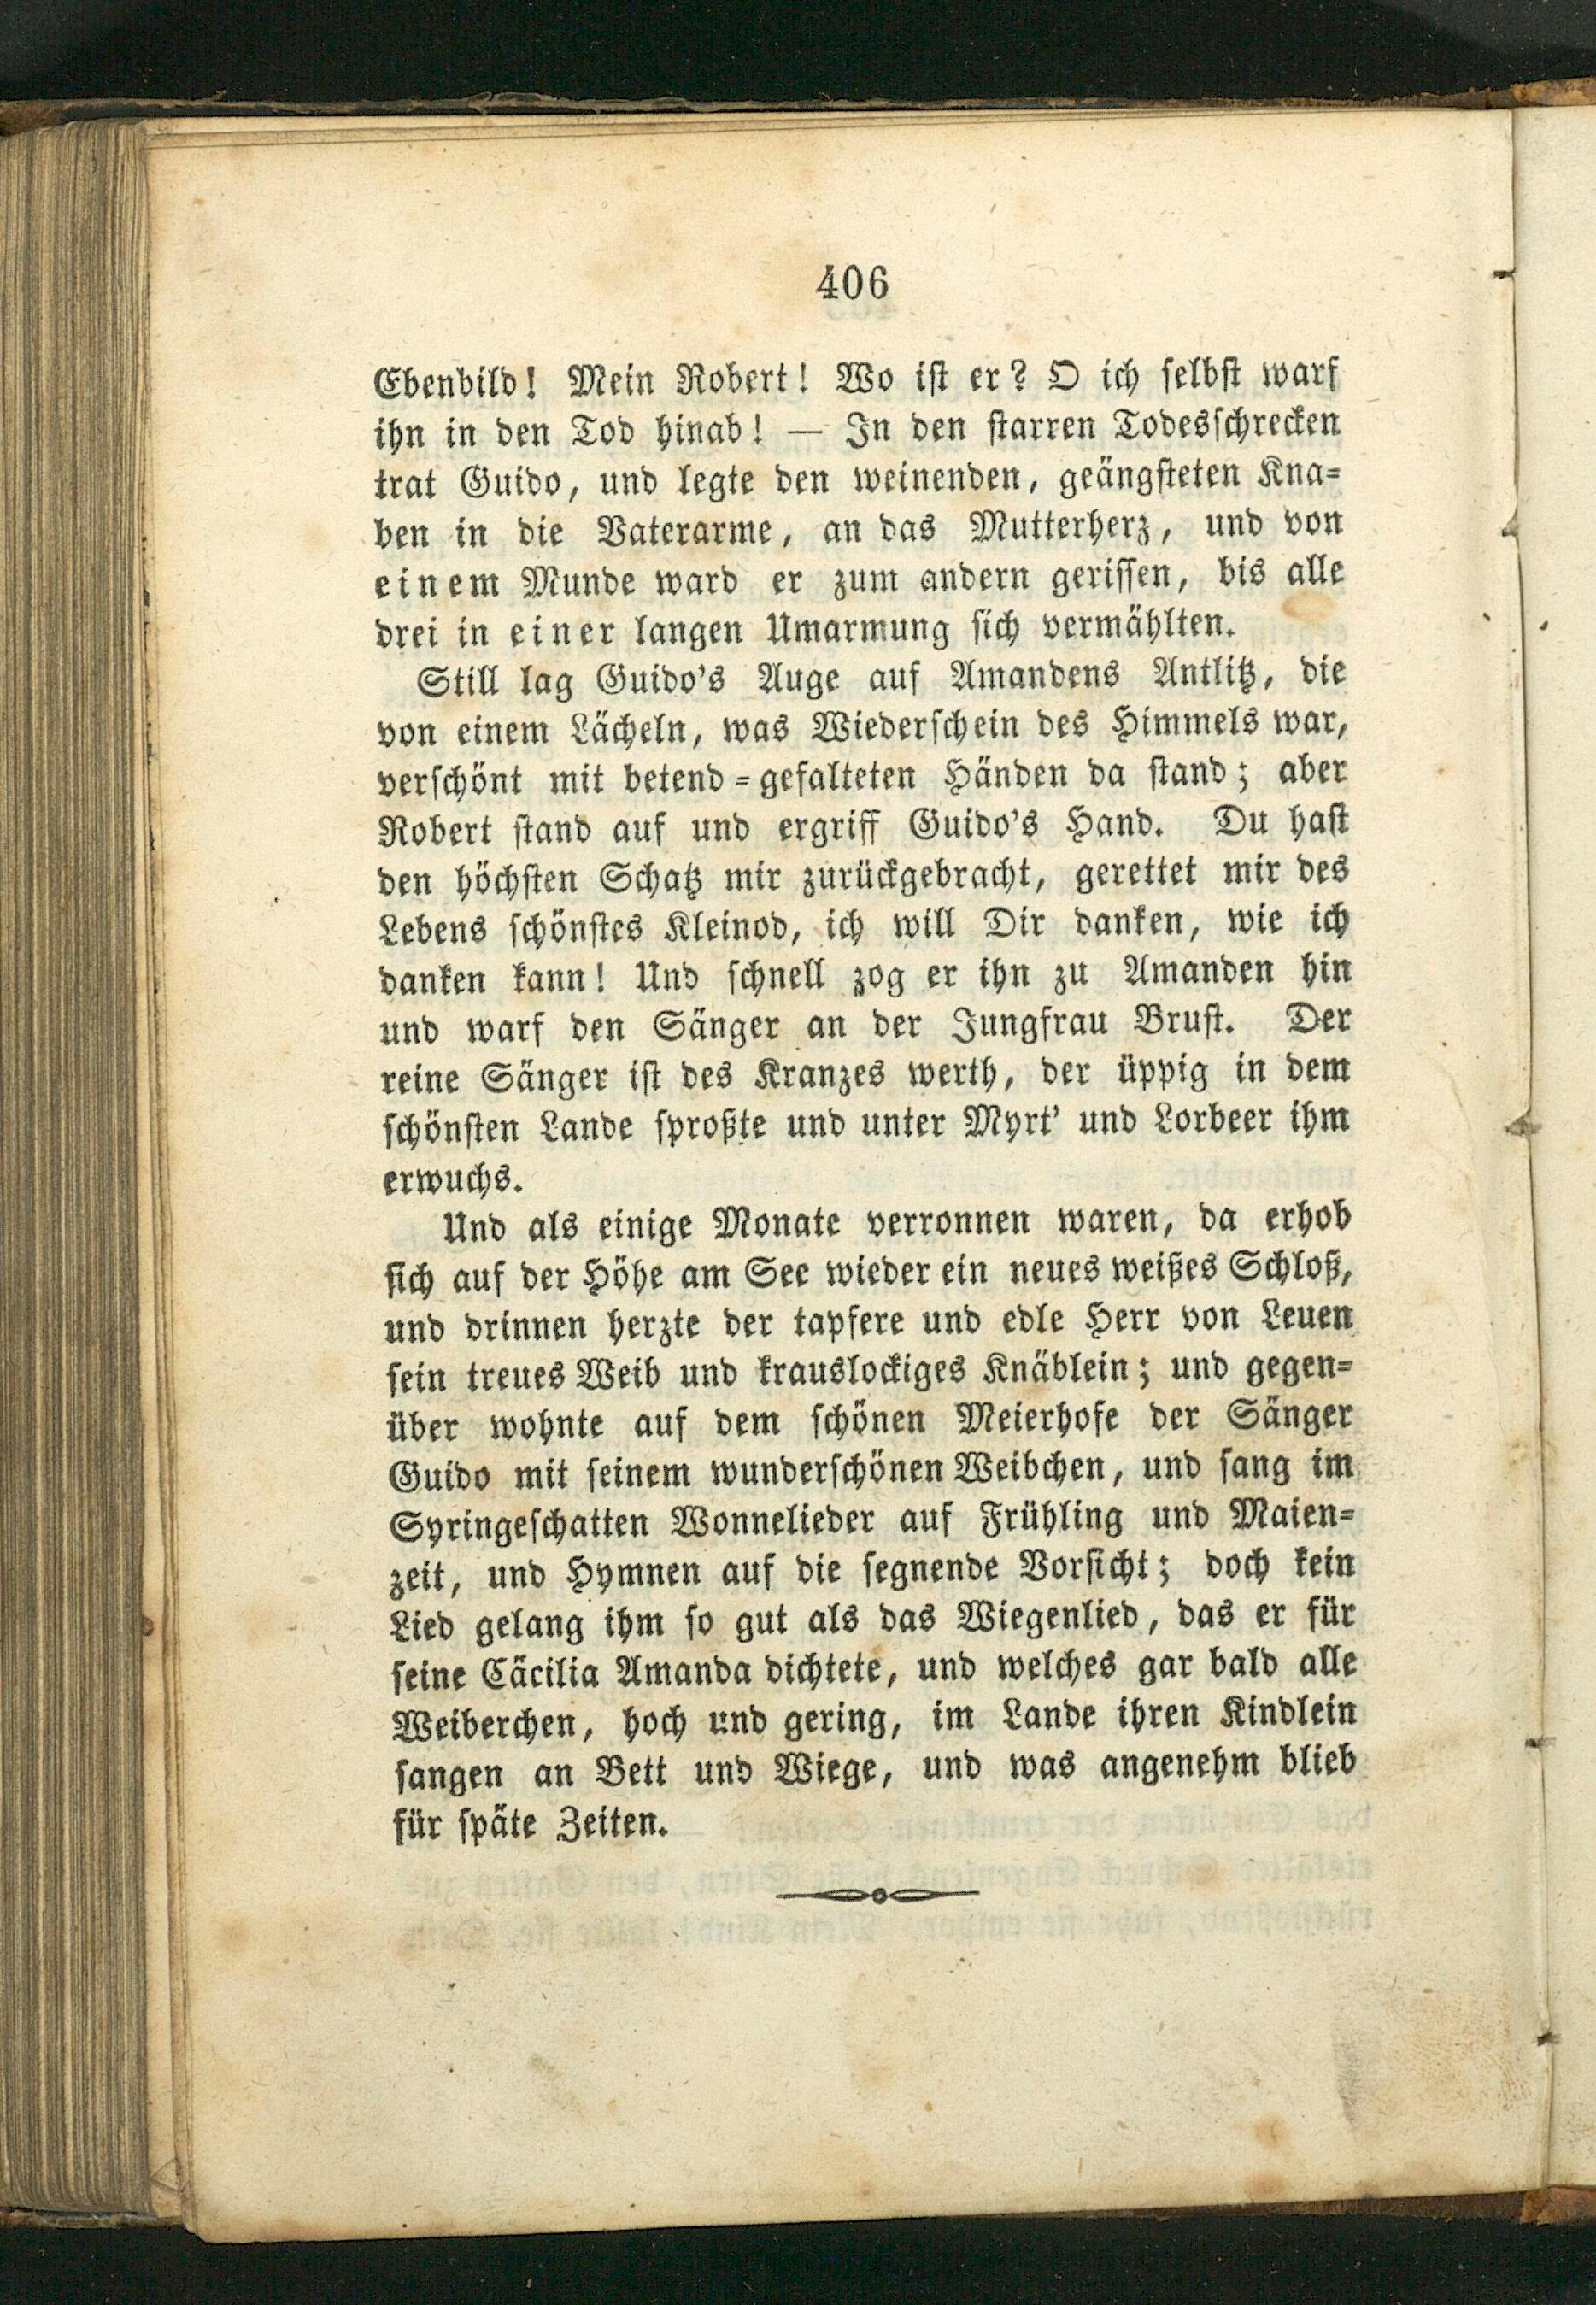 406
Ebenbild! Mein Robert! Wo ist er? O ich selbst warf
ihn in den Tod hinab! — In den starren Todesschrecken
trat Guido, und legte den weinenden, geängsteten Kna-
ben in die Vaterarme, an das Mutterherz, und von
einem Munde ward er zum andern gerissen, bis alle
drei in einer langen Umarmung sich vermählten.
Still lag Guido's Auge auf Amandens Antlitz, die
von einem Lächeln, was Wiederschein des Himmels war,
verschönt mit betend-gefalteten Händen da stand; aber
Robert stand auf und ergriff Guido's Hand. Du hast
den höchsten Schatz mir zurückgebracht, gerettet mir des
Lebens schönstes Kleinod, ich will Dir danken, wie ich
danken kann! Und schnell zog er ihn zu Amanden hin
und warf den Sänger an der Jungfrau Brust. Der
reine Sänger ist des Kranzes werth, der üppig in dem
schönsten Lande sproßte und unter Myrt' und Lorbeer ihm
erwuchs.
Und als einige Monate verronnen waren, da erhob
sich auf der Höhe am See wieder ein neues weißes Schloß,
und drinnen herzte der tapfere und edle Herr von Leuen
sein treues Weib und krauslockiges Knäblein; und gegen-
über wohnte auf dem schönen Meierhofe der Sänger
Guido mit seinem wunderschönen Weibchen, und sang im
Syringeschatten Wonnelieder auf Frühling und Maien-
zeit, und Hymnen auf die segnende Vorsicht; doch kein
Lied gelang ihm so gut als das Wiegenlied, das er für
seine Cäcilia Amanda dichtete, und welches gar bald alle
Weiberchen, hoch und gering, im Lande ihren Kindlein
sangen an Bett und Wiege, und was angenehm blieb
für späte Zeiten.